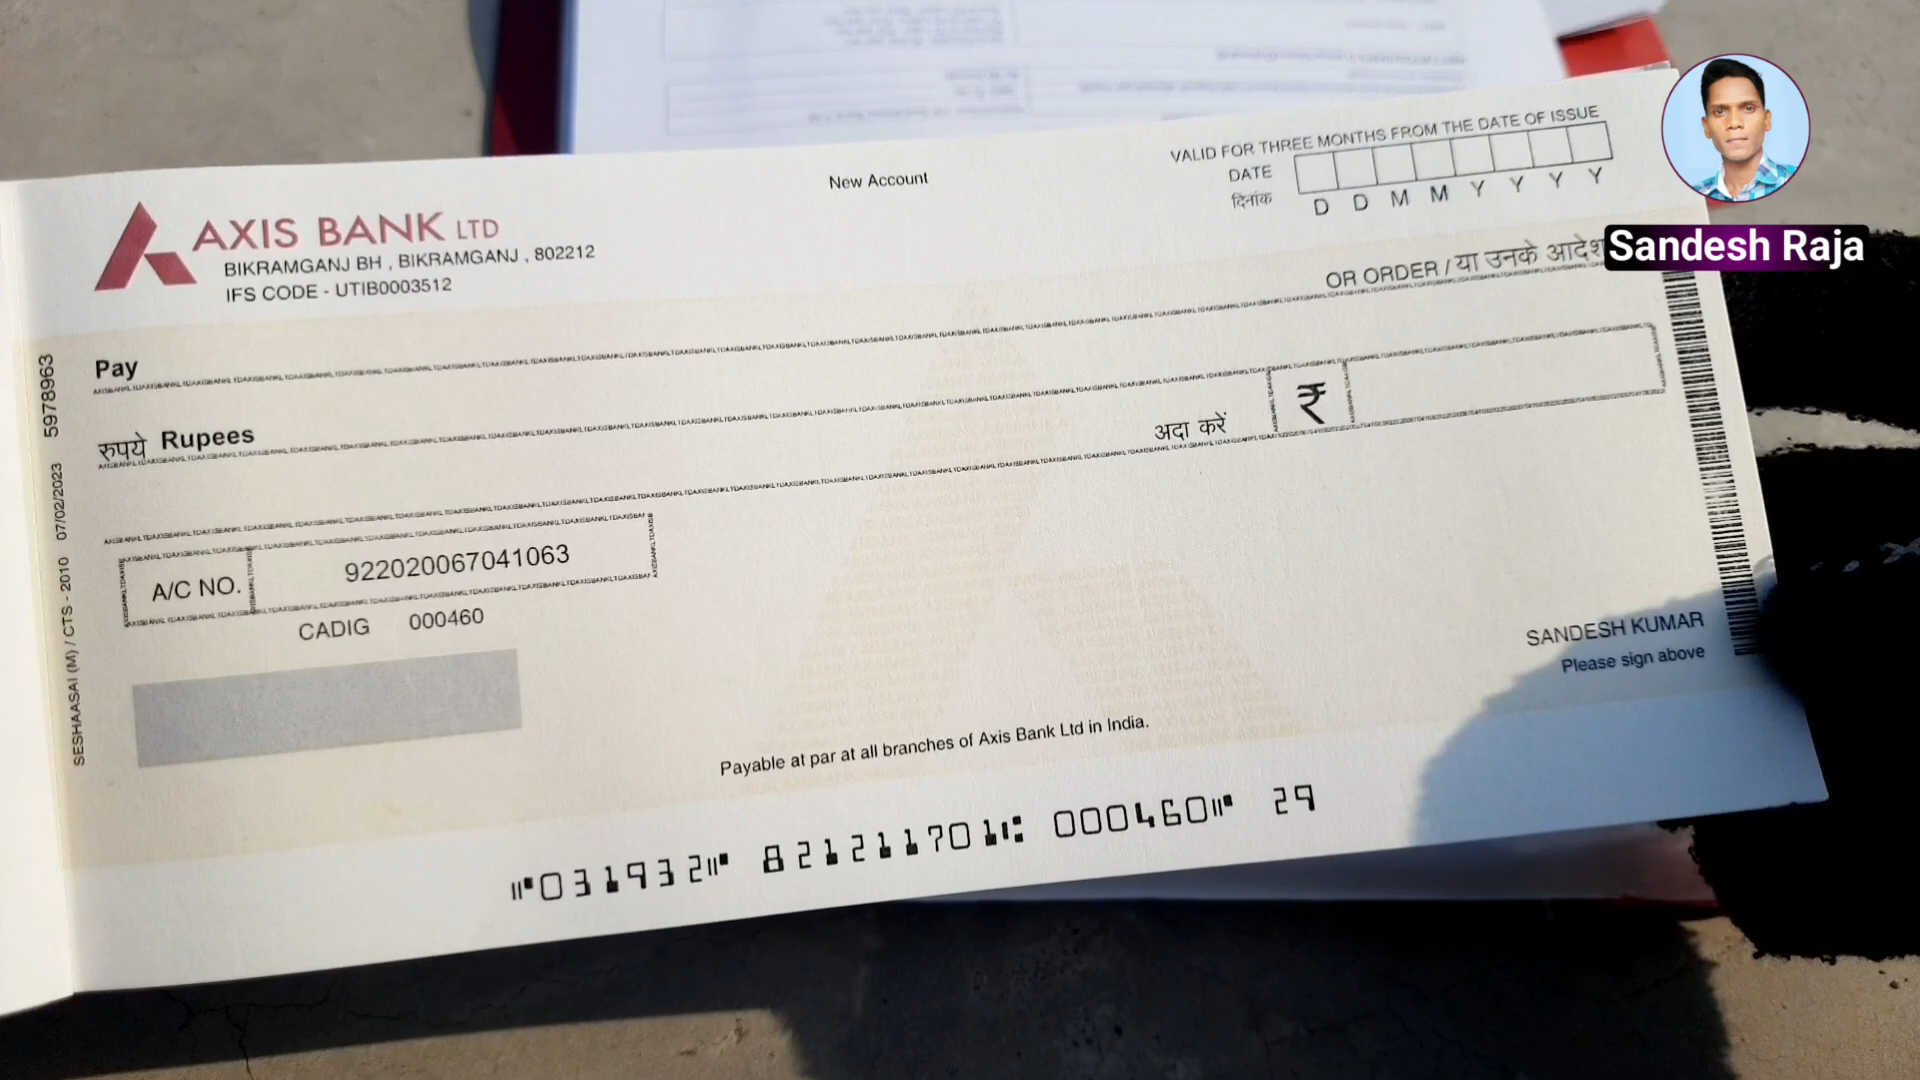 Sandesh Raja
VALID FOR THREE MONTHS FROM THE DATE OF ISSUE
New Account
DATE
दिनांक
D D M M Y Y Y Y
AXIS BANK LTD
BIKRAMGANJ BH , BIKRAMGANJ , 802212
IFS CODE - UTIB0003512
OR ORDER / या उनके आदेश
Pay
रुपये Rupees
अदा करें
₹
A/C NO. 922020067041063
CADIG 000460
SANDESH KUMAR
Please sign above
Payable at par at all branches of Axis Bank Ltd in India.
⑈031932⑈ 821211701⑆ 000460⑈ 29
SESHAASAI (M) / CTS - 2010 07/02/2023 5978963